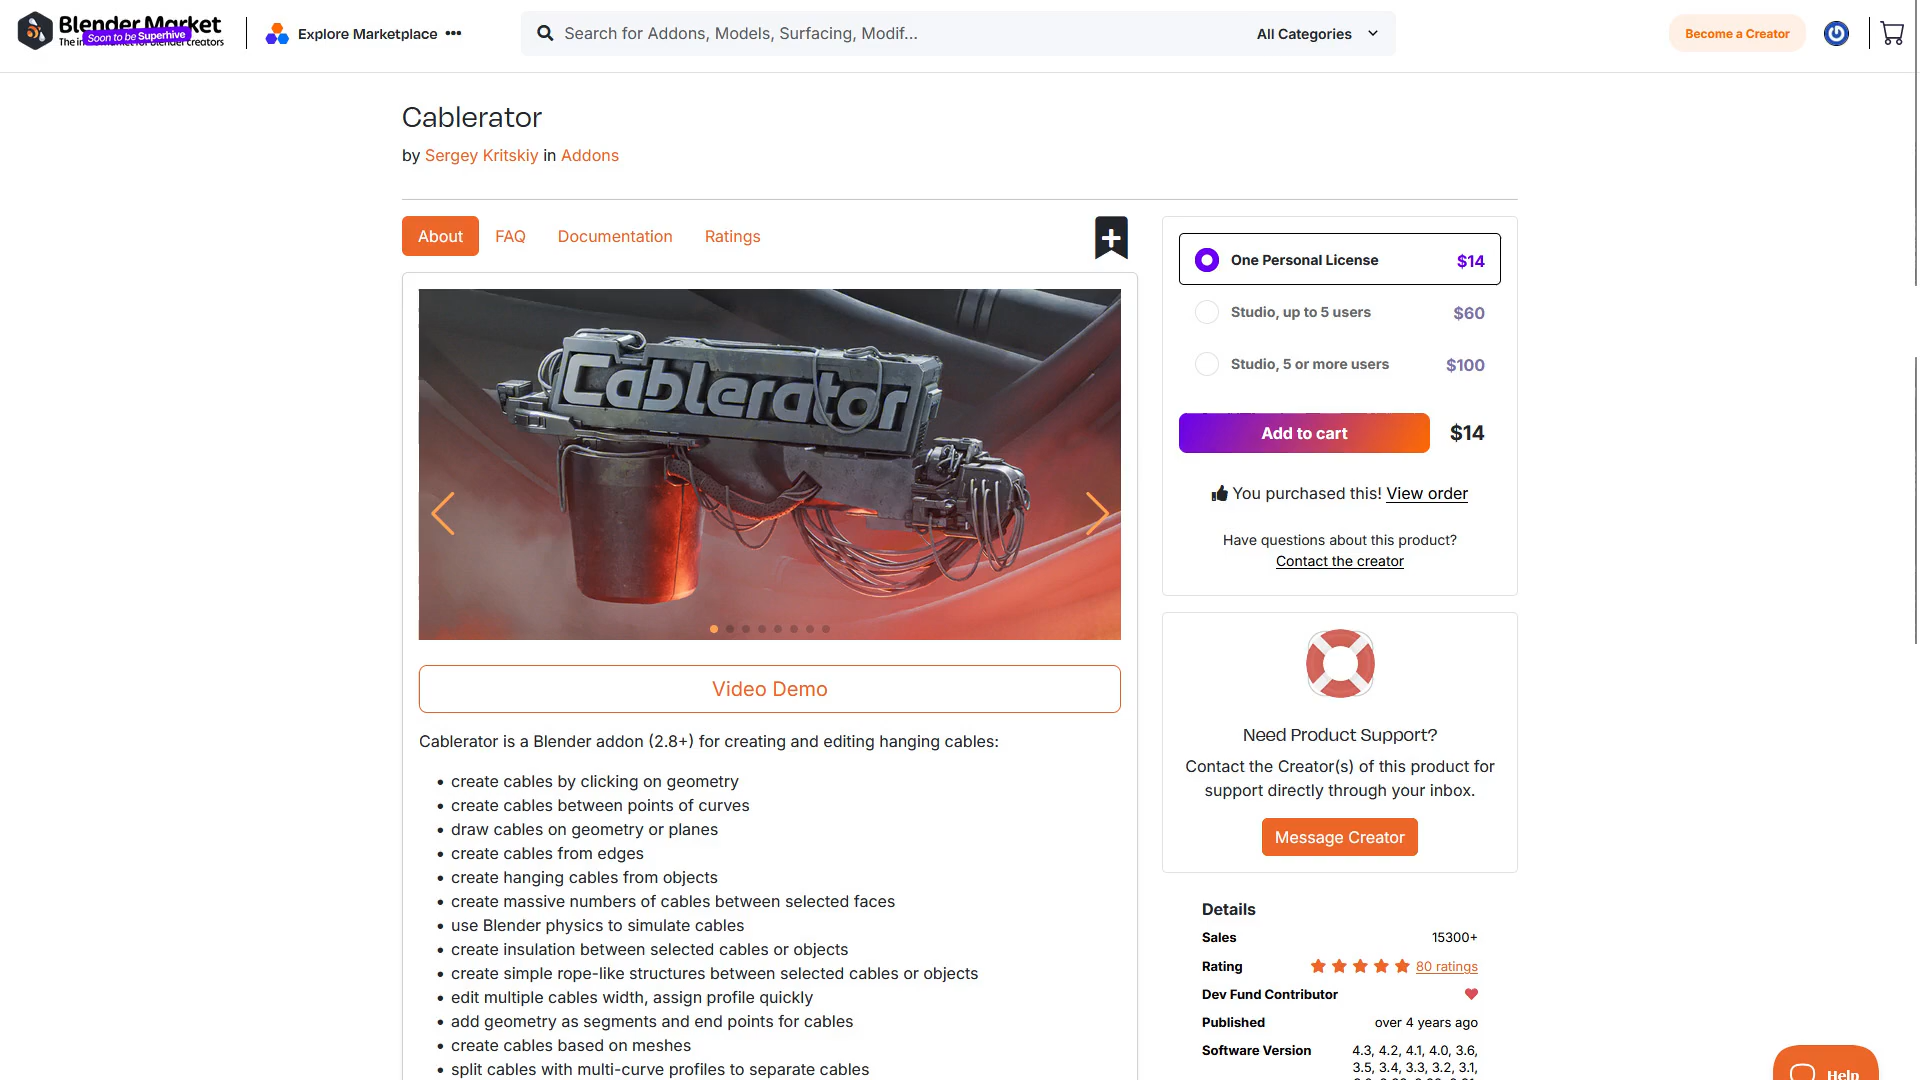 Blender Market
Soon to be Superhive
Explore Marketplace •••
Search for Addons, Models, Surfacing, Modif...
All Categories
Become a Creator
Cablerator
by Sergey Kritskiy in Addons
About
FAQ
Documentation
Ratings
Cablerator
Video Demo
Cablerator is a Blender addon (2.8+) for creating and editing hanging cables:
• create cables by clicking on geometry
• create cables between points of curves
• draw cables on geometry or planes
• create cables from edges
• create hanging cables from objects
• create massive numbers of cables between selected faces
• use Blender physics to simulate cables
• create insulation between selected cables or objects
• create simple rope-like structures between selected cables or objects
• edit multiple cables width, assign profile quickly
• add geometry as segments and end points for cables
• create cables based on meshes
• split cables with multi-curve profiles to separate cables
One Personal License $14
Studio, up to 5 users $60
Studio, 5 or more users $100
Add to cart $14
You purchased this! View order
Have questions about this product?
Contact the creator
Need Product Support?
Contact the Creator(s) of this product for
support directly through your inbox.
Message Creator
Details
Sales 15300+
Rating 80 ratings
Dev Fund Contributor
Published over 4 years ago
Software Version 4.3, 4.2, 4.1, 4.0, 3.6,
3.5, 3.4, 3.3, 3.2, 3.1,
Help